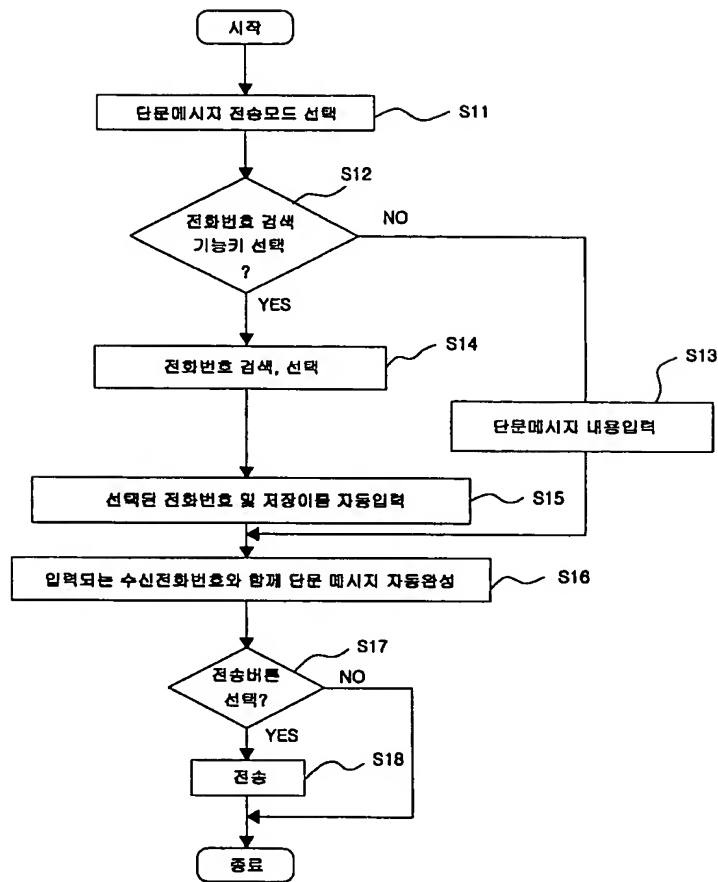 시작
단문메시지 전송모드 선택
S11
S12
전화번호 검색
기능키 선택
?
NO
YES
전화번호 검색, 선택
S14
S13
단문메시지 내용입력
선택된 전화번호 및 저장이름 자동입력
S15
입력되는 수신전화번호와 함께 단문 메시지 자동완성
S16
S17
전송버튼
선택?
NO
YES
전송
S18
종료